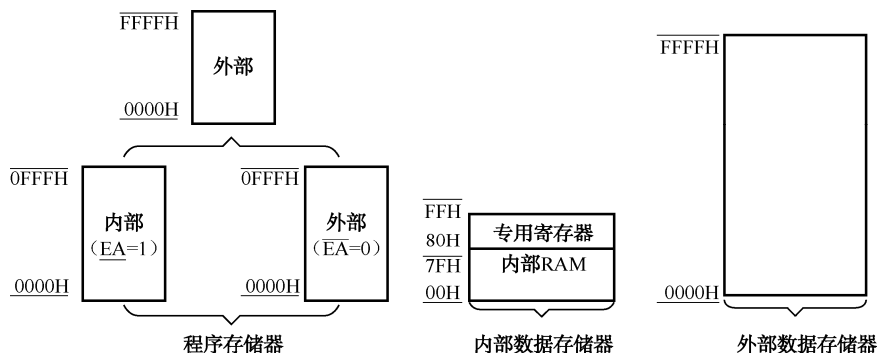 FFFFH
外部
0000H
0FFFH
内部
（EA=1）
0000H
0FFFH
外部
（EA=0）
0000H
程序存储器
FFH
80H
专用寄存器
7FH
内部RAM
00H
内部数据存储器
FFFFH
0000H
外部数据存储器